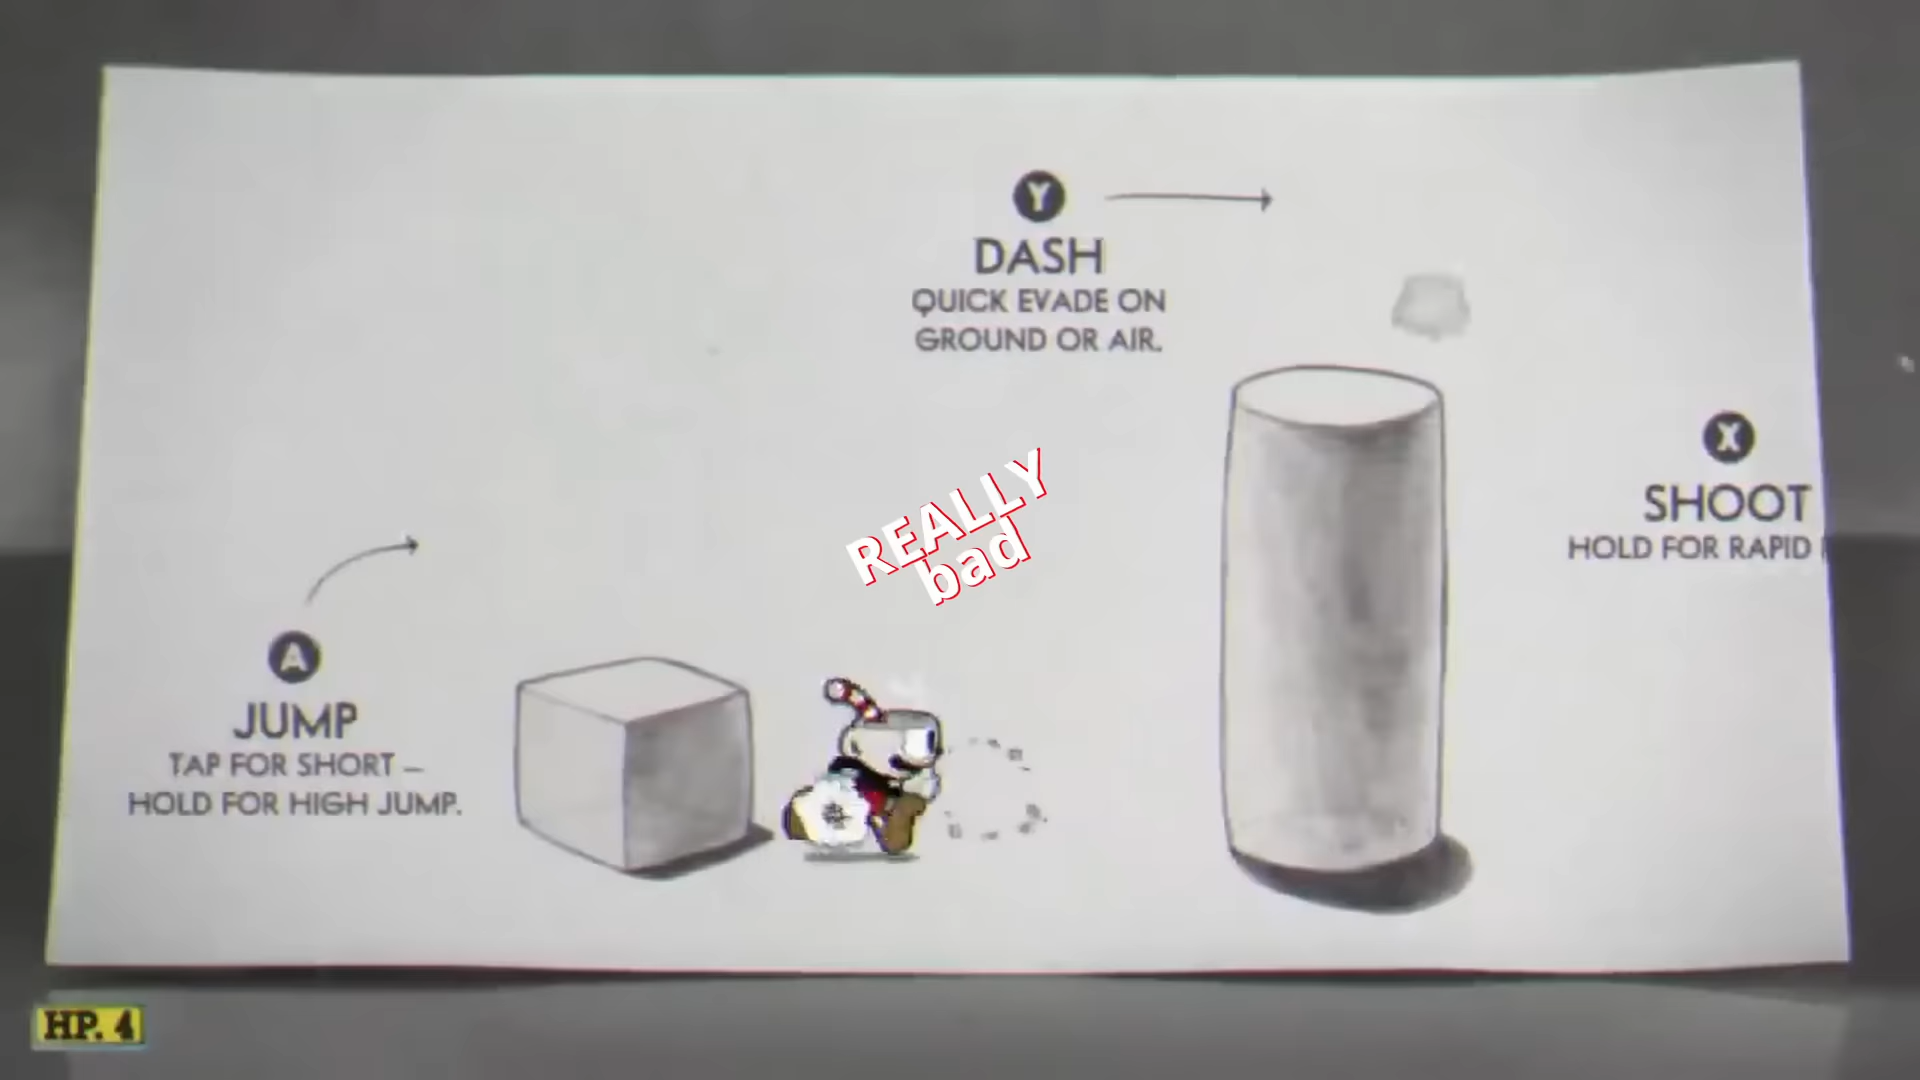 Y
DASH
QUICK EVADE ON
GROUND OR AIR.
X
SHOOT
HOLD FOR RAPID
REALLY
bad
A
JUMP
TAP FOR SHORT –
HOLD FOR HIGH JUMP.
HP. 4